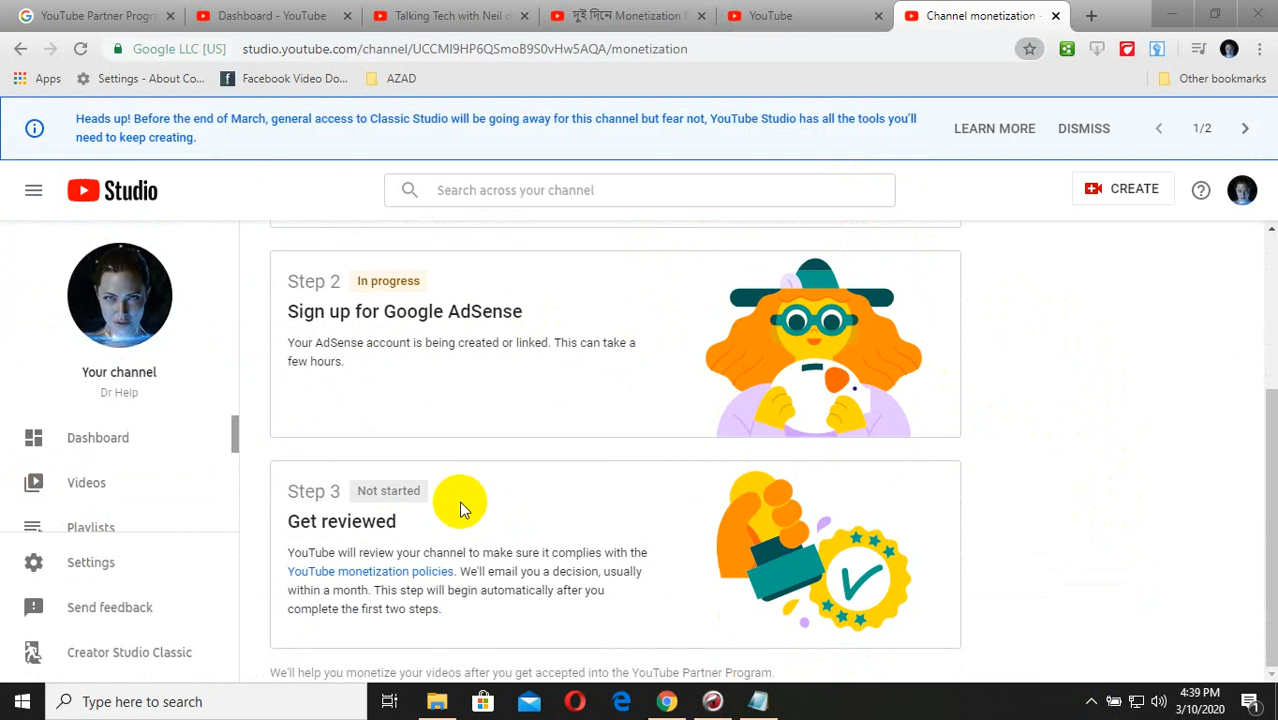 YouTube Partner Progr
Dashboard - YouTube
Talking Tech with Neil
দুই দিনে Monetization
YouTube
Channel monetization -
Google LLC [US]
studio.youtube.com/channel/UCCMI9HP6QSmoB9S0vHw5AQA/monetization
Apps
Settings - About Co...
Facebook Video Do...
AZAD
Other bookmarks
Heads up! Before the end of March, general access to Classic Studio will be going away for this channel but fear not, YouTube Studio has all the tools you'll
need to keep creating.
LEARN MORE
DISMISS
1/2
Studio
Search across your channel
CREATE
Your channel
Dr Help
Dashboard
Videos
Playlists
Settings
Send feedback
Creator Studio Classic
Step 2 In progress
Sign up for Google AdSense
Your AdSense account is being created or linked. This can take a
few hours.
Step 3 Not started
Get reviewed
YouTube will review your channel to make sure it complies with the
YouTube monetization policies. We'll email you a decision, usually
within a month. This step will begin automatically after you
complete the first two steps.
We'll help you monetize your videos after you get accepted into the YouTube Partner Program.
Type here to search
4:39 PM
3/10/2020
1